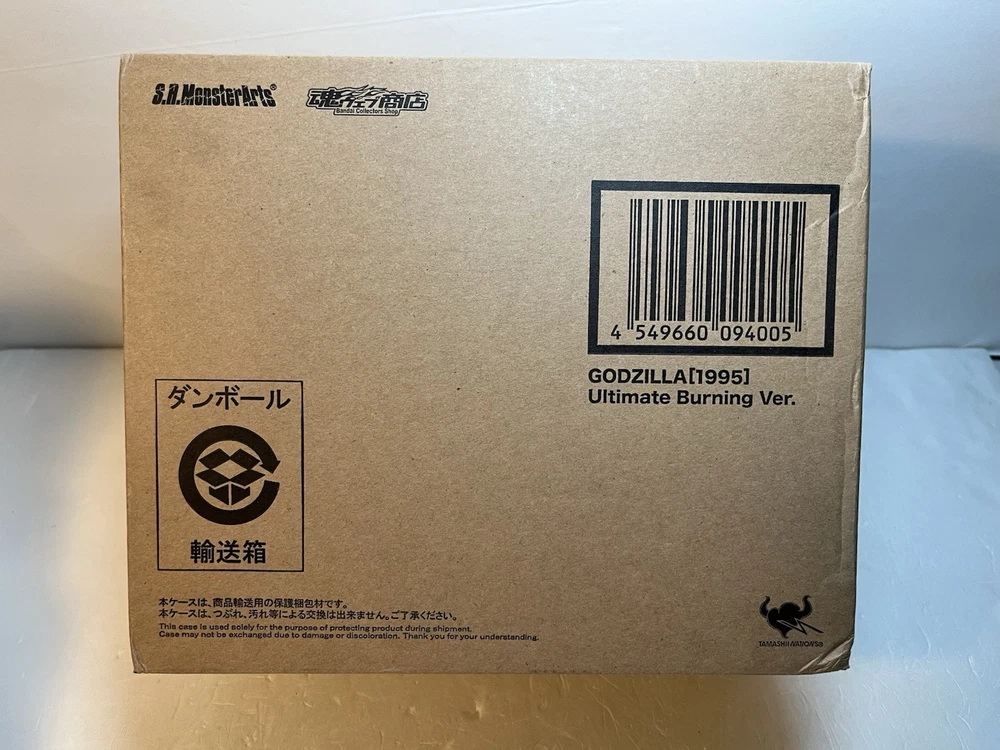 S.H.MonsterArts®
魂ウェブ商店
Bandai Collectors Shop
4 549660 094005
GODZILLA[1995]
Ultimate Burning Ver.
ダンボール
輸送箱
本ケースは、商品輸送用の保護梱包材です。
本ケースは、つぶれ、汚れ等による交換は出来ません。ご了承ください。
This case is used solely for the purpose of protecting product during shipment.
Case may not be exchanged due to damage or discoloration. Thank you for your understanding.
TAMASHII NATIONS®